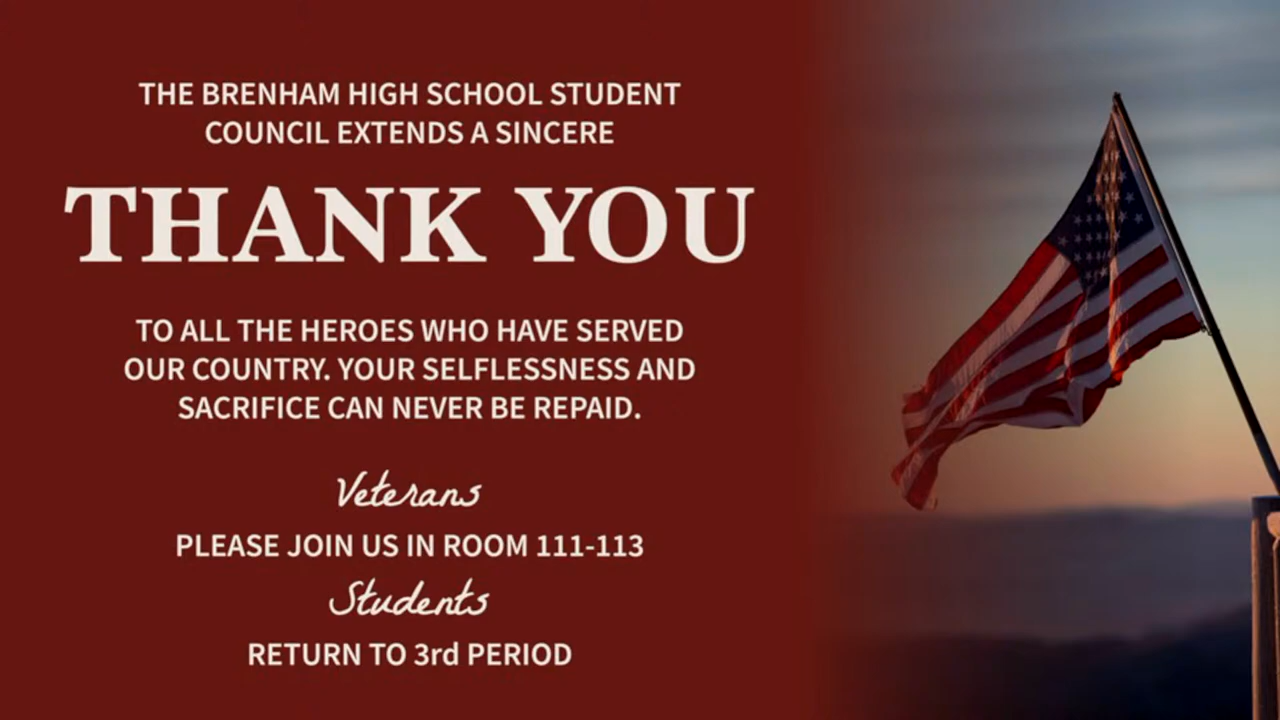 THE BRENHAM HIGH SCHOOL STUDENT
COUNCIL EXTENDS A SINCERE
THANK YOU
TO ALL THE HEROES WHO HAVE SERVED
OUR COUNTRY. YOUR SELFLESSNESS AND
SACRIFICE CAN NEVER BE REPAID.
Veterans
PLEASE JOIN US IN ROOM 111-113
Students
RETURN TO 3rd PERIOD